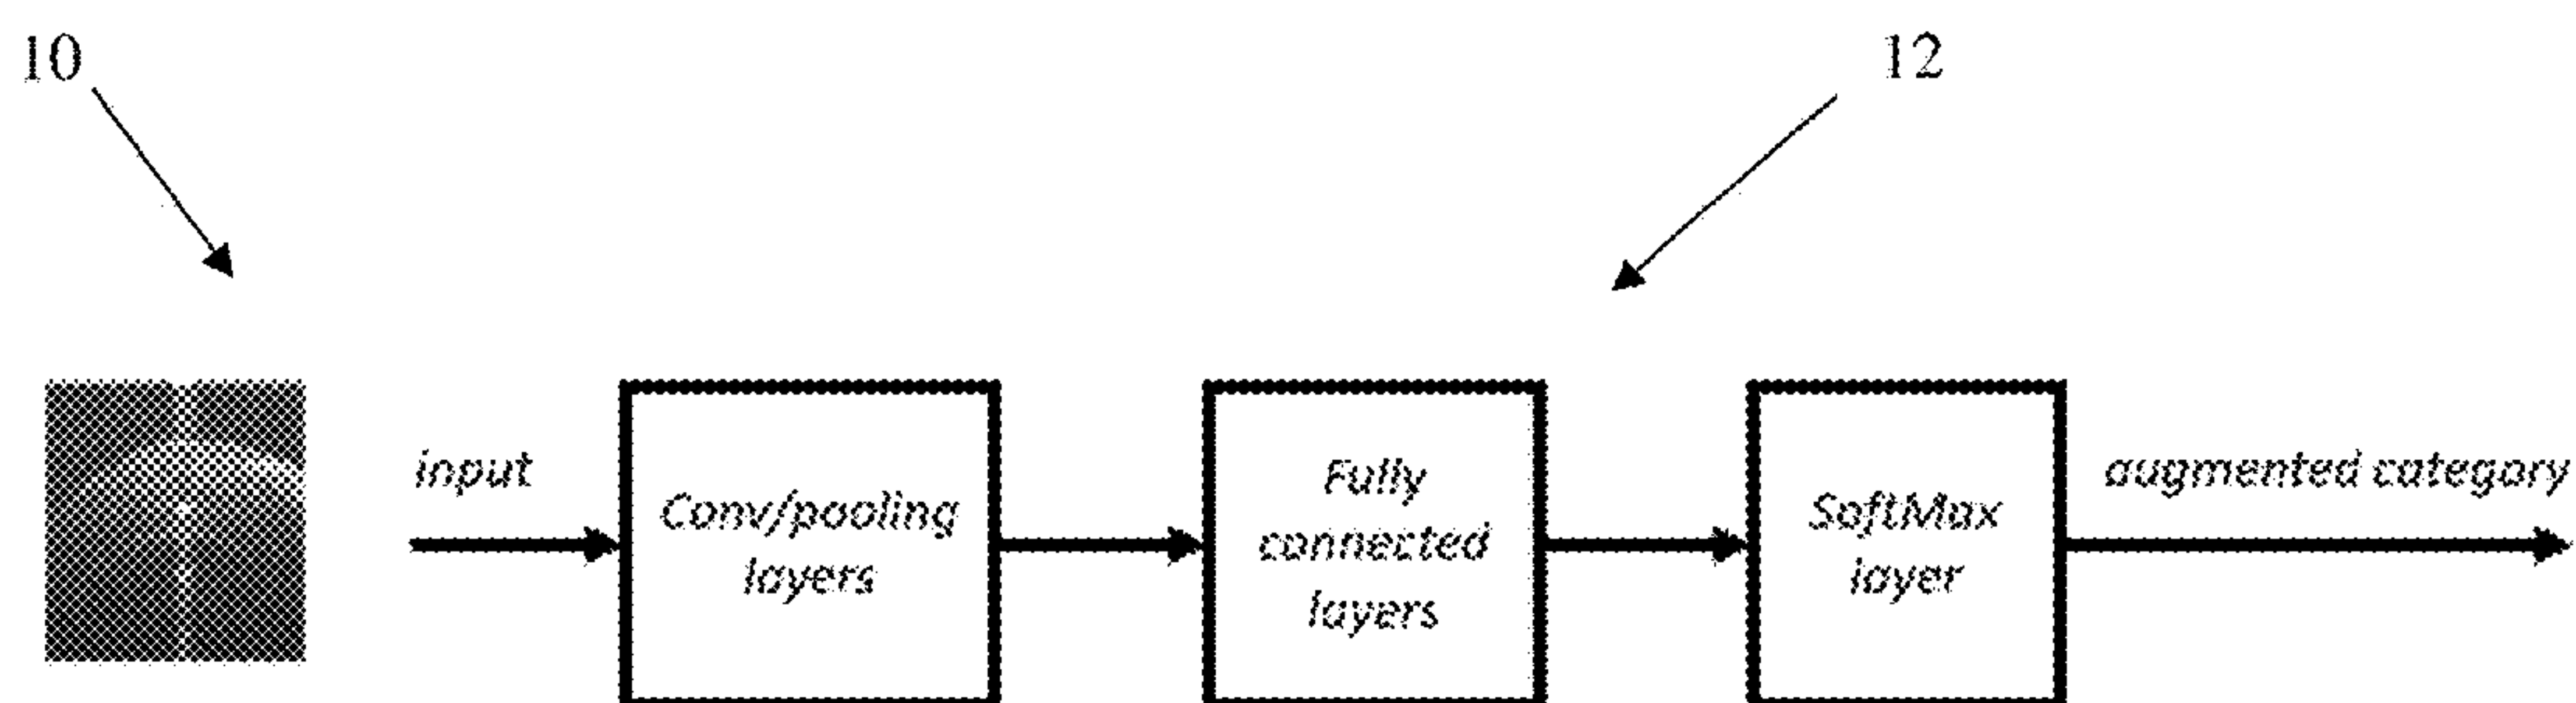 10
12
input
Conv/pooling
layers
Fully
connected
layers
SoftMax
layer
augmented category